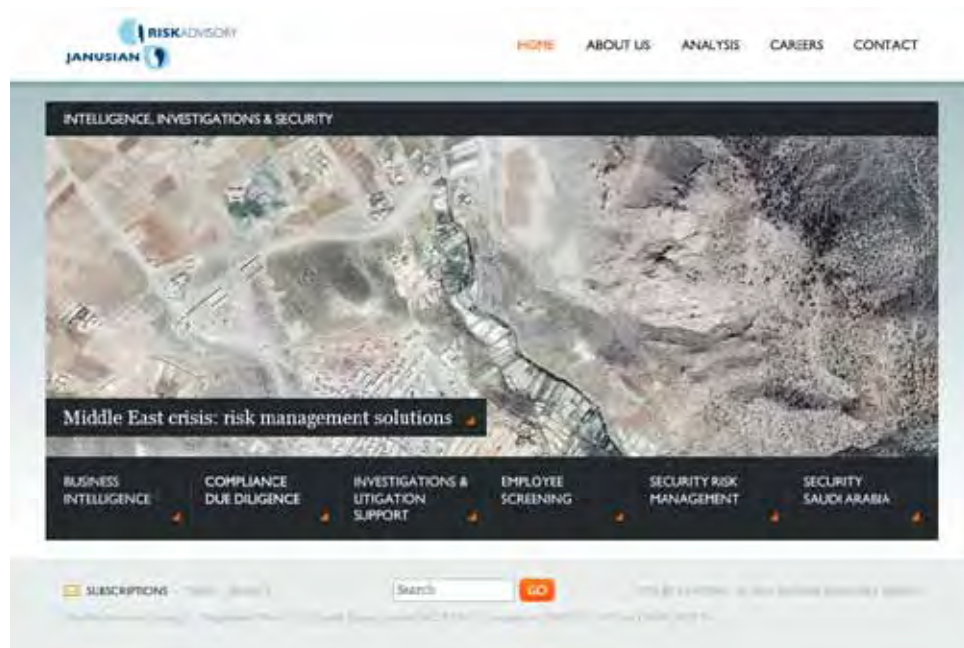 RISKADVISORY
JANUSIAN
HOME ABOUT US ANALYSIS CAREERS CONTACT
INTELLIGENCE, INVESTIGATIONS & SECURITY
Middle East crisis: risk management solutions
BUSINESS
INTELLIGENCE
COMPLIANCE
DUE DILIGENCE
INVESTIGATIONS &
LITIGATION
SUPPORT
EMPLOYEE
SCREENING
SECURITY RISK
MANAGEMENT
SECURITY
SAUDI ARABIA
SUBSCRIPTIONS
Search GO